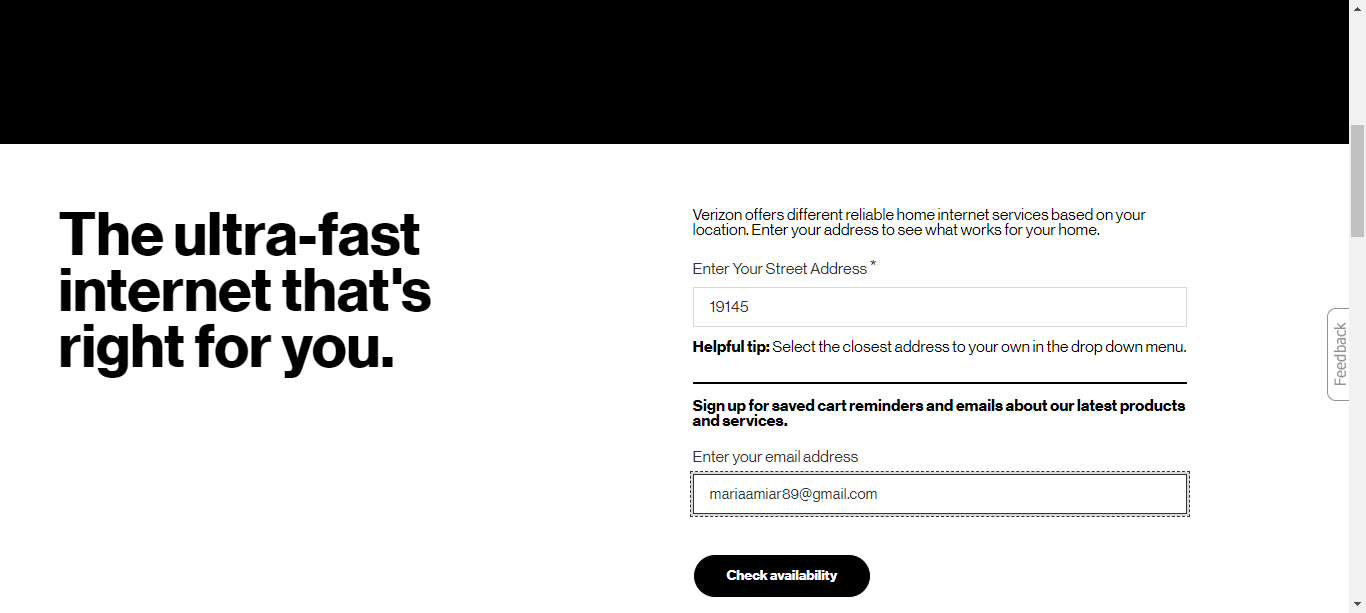 The ultra-fast
internet that's
right for you.
Verizon offers different reliable home internet services based on your
location. Enter your address to see what works for your home.
Enter Your Street Address *
19145
Helpful tip: Select the closest address to your own in the drop down menu.
Sign up for saved cart reminders and emails about our latest products
and services.
Enter your email address
mariaamiar89@gmail.com
Check availability
Feedback